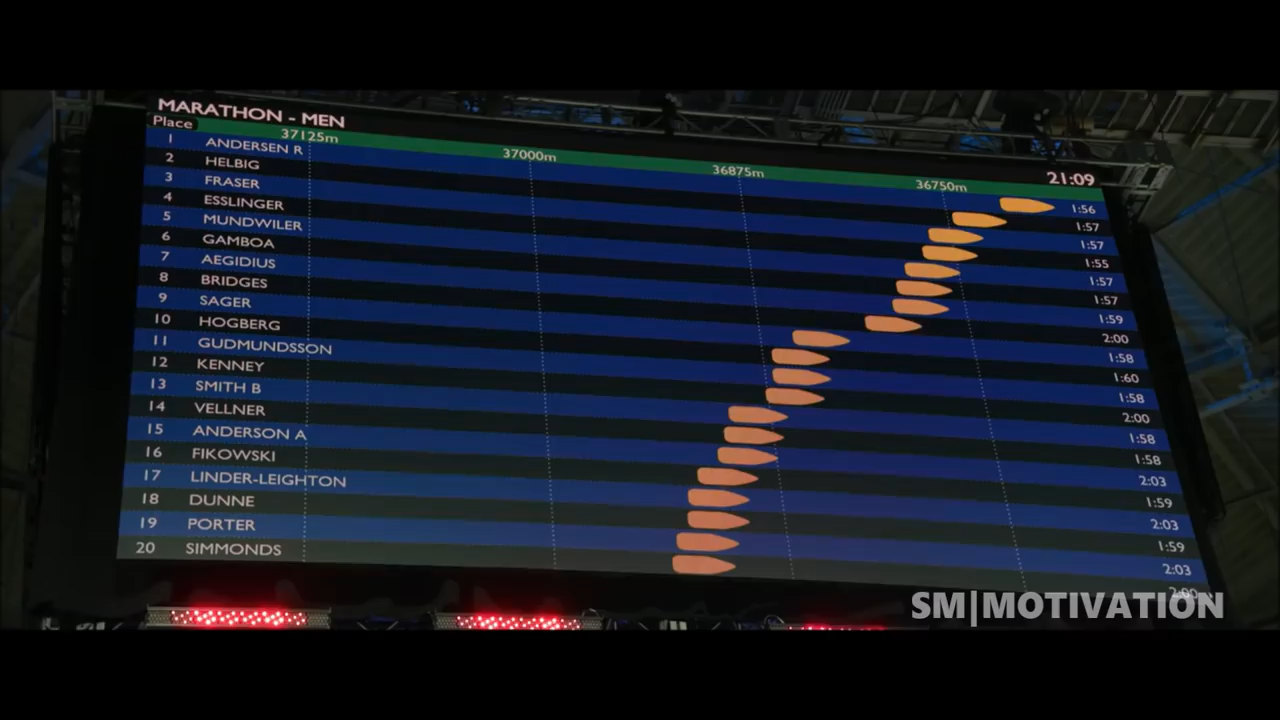 MARATHON - MEN
Place 37125m 37000m 36875m 36750m 21:09
1 ANDERSEN R 1:56
2 HELBIG 1:57
3 FRASER 1:57
4 ESSLINGER 1:55
5 MUNDWILER 1:57
6 GAMBOA 1:57
7 AEGIDIUS 1:59
8 BRIDGES 2:00
9 SAGER 1:58
10 HOGBERG 1:60
11 GUDMUNDSSON 1:58
12 KENNEY 2:00
13 SMITH B 1:58
14 VELLNER 1:58
15 ANDERSON A 2:03
16 FIKOWSKI 1:59
17 LINDER-LEIGHTON 2:03
18 DUNNE 1:59
19 PORTER 2:03
20 SIMMONDS 2:00
SM|MOTIVATION